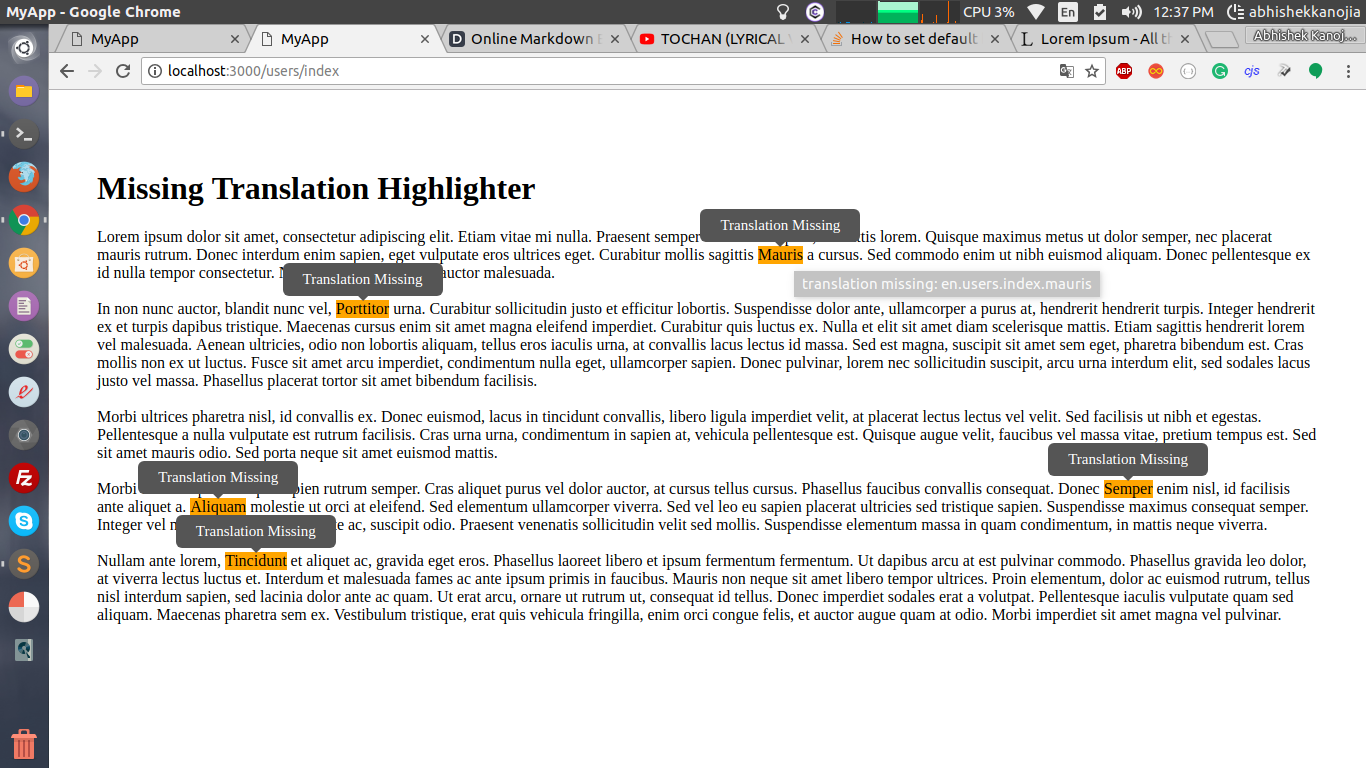 MyApp - Google Chrome
CPU 3%
En
12:37 PM
abhishekkanojia
MyApp
MyApp
Online Markdown
TOCHAN (LYRICAL
How to set default
Lorem Ipsum - All t
Abhishek Kanoj...
localhost:3000/users/index
ABP
cjs
Missing Translation Highlighter
Translation Missing
Lorem ipsum dolor sit amet, consectetur adipiscing elit. Etiam vitae mi nulla. Praesent semper tis lorem. Quisque maximus metus ut dolor semper, nec placerat
mauris rutrum. Donec interdum enim sapien, eget vulputate eros ultrices eget. Curabitur mollis sagittis Mauris a cursus. Sed commodo enim ut nibh euismod aliquam. Donec pellentesque ex
id nulla tempor consectetur. auctor malesuada.
Translation Missing
translation missing: en.users.index.mauris
In non nunc auctor, blandit nunc vel, Porttitor urna. Curabitur sollicitudin justo et efficitur lobortis. Suspendisse dolor ante, ullamcorper a purus at, hendrerit hendrerit turpis. Integer hendrerit
ex et turpis dapibus tristique. Maecenas cursus enim sit amet magna eleifend imperdiet. Curabitur quis luctus ex. Nulla et elit sit amet diam scelerisque mattis. Etiam sagittis hendrerit lorem
vel malesuada. Aenean ultricies, odio non lobortis aliquam, tellus eros iaculis urna, at convallis lacus lectus id massa. Sed est magna, suscipit sit amet sem eget, pharetra bibendum est. Cras
mollis non ex ut luctus. Fusce sit amet arcu imperdiet, condimentum nulla eget, ullamcorper sapien. Donec pulvinar, lorem nec sollicitudin suscipit, arcu urna interdum elit, sed sodales lacus
justo vel massa. Phasellus placerat tortor sit amet bibendum facilisis.
Morbi ultrices pharetra nisl, id convallis ex. Donec euismod, lacus in tincidunt convallis, libero ligula imperdiet velit, at placerat lectus lectus vel velit. Sed facilisis ut nibh et egestas.
Pellentesque a nulla vulputate est rutrum facilisis. Cras urna urna, condimentum in sapien at, vehicula pellentesque est. Quisque augue velit, faucibus vel massa vitae, pretium tempus est. Sed
sit amet mauris odio. Sed porta neque sit amet euismod mattis.
Translation Missing
Translation Missing
Morbi pien rutrum semper. Cras aliquet purus vel dolor auctor, at cursus tellus cursus. Phasellus faucibus convallis consequat. Donec Semper enim nisl, id facilisis
ante aliquet a. Aliquam molestie ut orci at eleifend. Sed elementum ullamcorper viverra. Sed vel leo eu sapien placerat ultricies sed tristique sapien. Suspendisse maximus consequat semper.
Integer vel te ac, suscipit odio. Praesent venenatis sollicitudin velit sed mollis. Suspendisse elementum massa in quam condimentum, in mattis neque viverra.
Translation Missing
Nullam ante lorem, Tincidunt et aliquet ac, gravida eget eros. Phasellus laoreet libero et ipsum fermentum fermentum. Ut dapibus arcu at est pulvinar commodo. Phasellus gravida leo dolor,
at viverra lectus luctus et. Interdum et malesuada fames ac ante ipsum primis in faucibus. Mauris non neque sit amet libero tempor ultrices. Proin elementum, dolor ac euismod rutrum, tellus
nisl interdum sapien, sed lacinia dolor ante ac quam. Ut erat arcu, ornare ut rutrum ut, consequat id tellus. Donec imperdiet sodales erat a volutpat. Pellentesque iaculis vulputate quam sed
aliquam. Maecenas pharetra sem ex. Vestibulum tristique, erat quis vehicula fringilla, enim orci congue felis, et auctor augue quam at odio. Morbi imperdiet sit amet magna vel pulvinar.